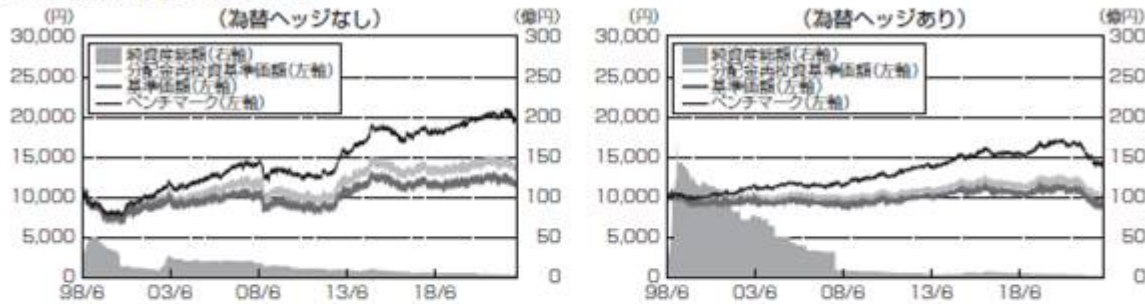 (円) (為替ヘッジなし) (億円)
30,000 300
純資産総額(右軸)
25,000 250
分配金再投資基準価額(左軸)
基準価額(左軸)
ベンチマーク(左軸)
20,000 200
15,000 150
10,000 100
5,000 50
0 0
98/6 03/6 08/6 13/6 18/6
(円) (為替ヘッジあり) (億円)
30,000 300
純資産総額(右軸)
25,000 250
分配金再投資基準価額(左軸)
基準価額(左軸)
ベンチマーク(左軸)
20,000 200
15,000 150
10,000 100
5,000 50
0 0
98/6 03/6 08/6 13/6 18/6